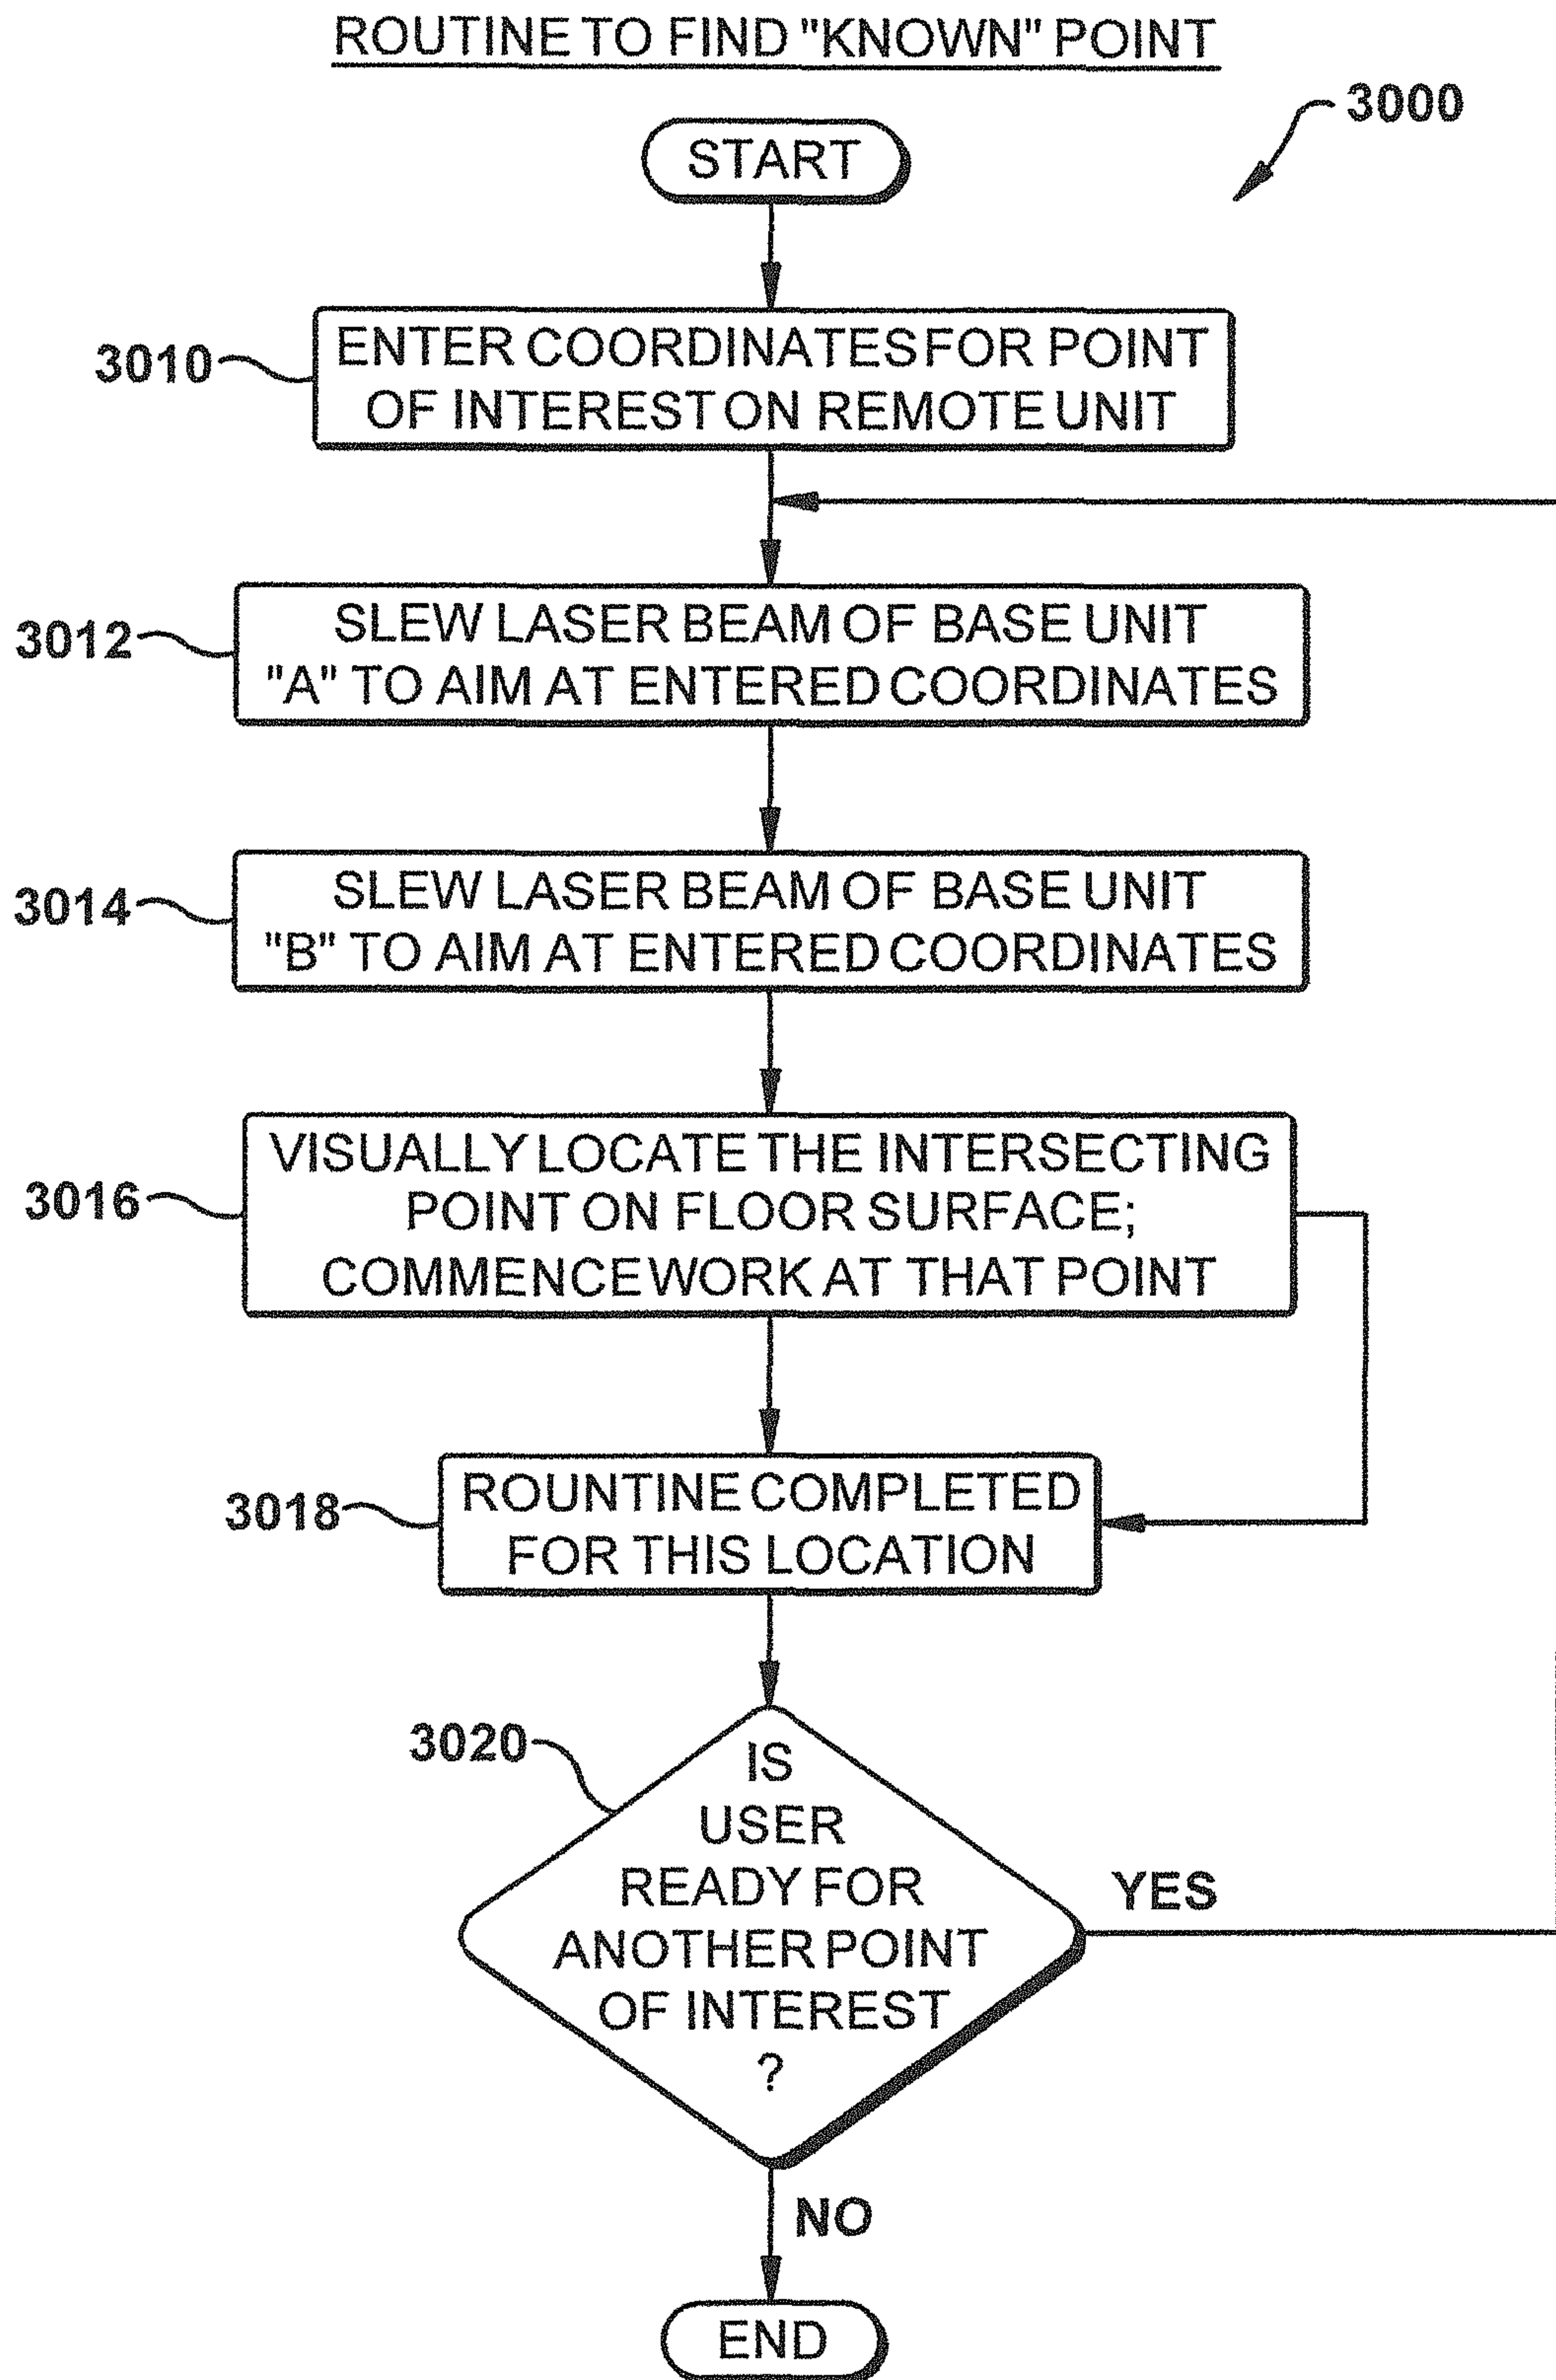 ROUTINE TO FIND "KNOWN" POINT
3000
START
3010
ENTER COORDINATES FOR POINT
OF INTEREST ON REMOTE UNIT
3012
SLEW LASER BEAM OF BASE UNIT
"A" TO AIM AT ENTERED COORDINATES
3014
SLEW LASER BEAM OF BASE UNIT
"B" TO AIM AT ENTERED COORDINATES
3016
VISUALLY LOCATE THE INTERSECTING
POINT ON FLOOR SURFACE;
COMMENCE WORK AT THAT POINT
3018
ROUNTINE COMPLETED
FOR THIS LOCATION
3020
IS
USER
READY FOR
ANOTHER POINT
OF INTEREST
?
YES
NO
END